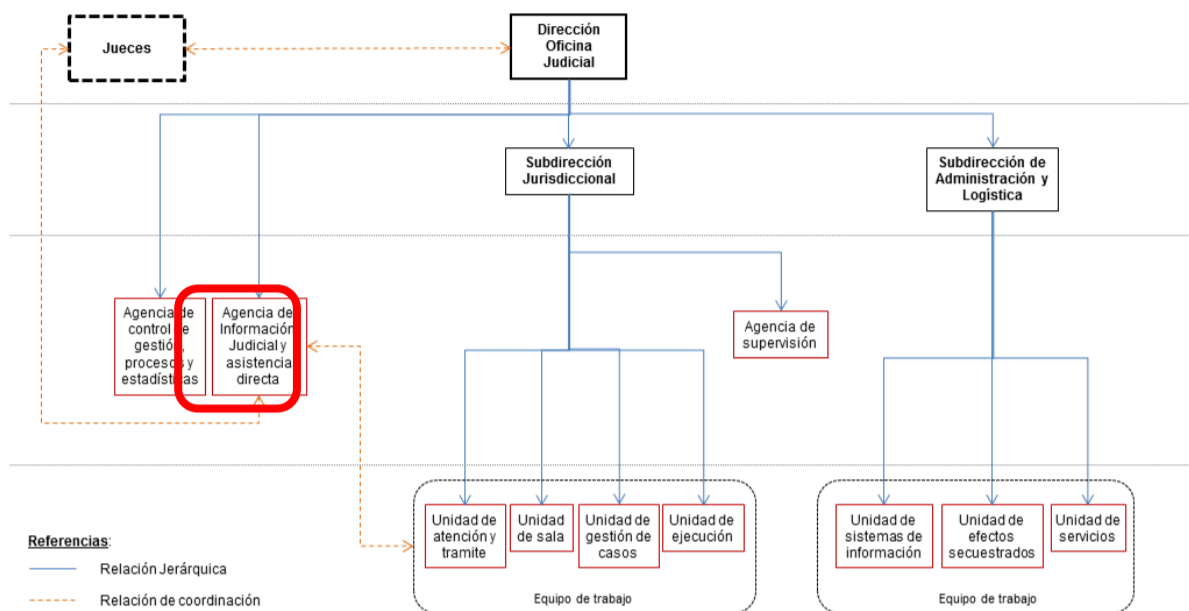 Jueces
Dirección
Oficina
Judicial
Subdirección
Jurisdiccional
Subdirección de
Administración y
Logística
Agencia de
control de
gestión,
procesos y
estadísticas
Agencia de
Información
Judicial y
asistencia
directa
Agencia de
supervisión
Unidad de
atención y
tramite
Unidad
de sala
Unidad de
gestión de
casos
Unidad de
ejecución
Equipo de trabajo
Unidad de
sistemas de
información
Unidad de
efectos
secuestrados
Unidad de
servicios
Equipo de trabajo
Referencias:
Relación Jerárquica
Relación de coordinación